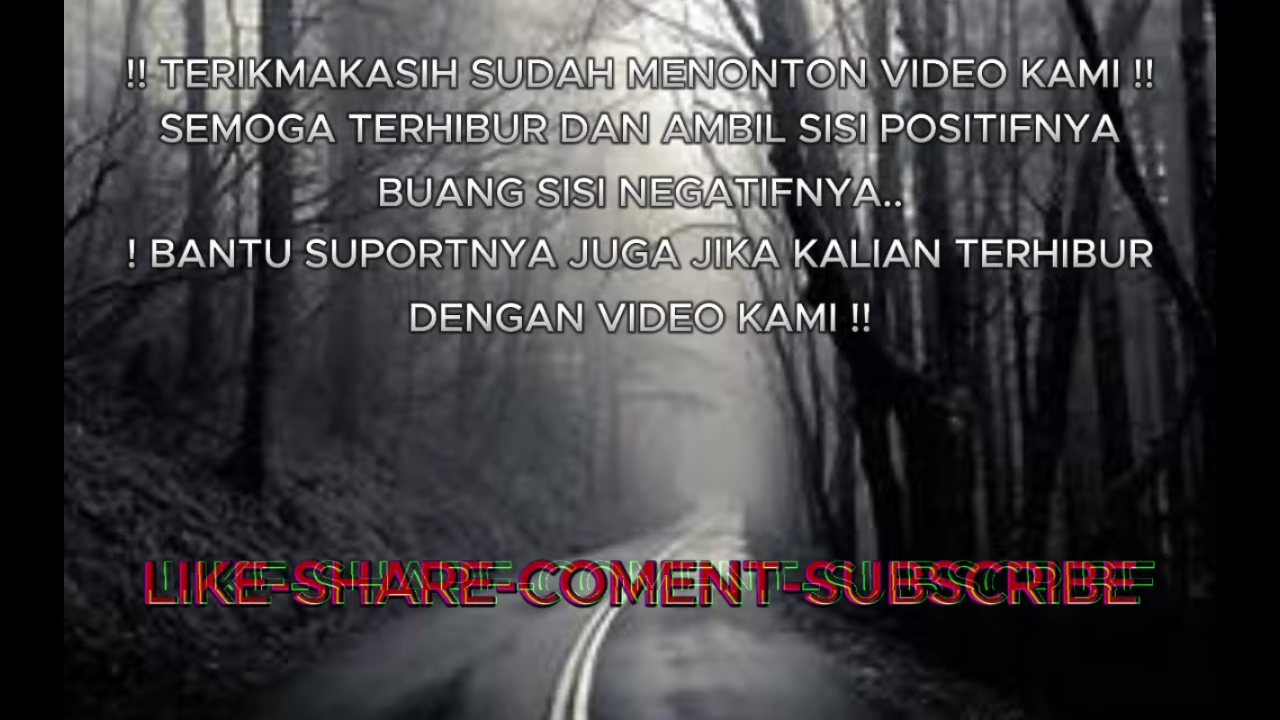 !! TERIKMAKASIH SUDAH MENONTON VIDEO KAMI !!
SEMOGA TERHIBUR DAN AMBIL SISI POSITIFNYA
BUANG SISI NEGATIFNYA..
! BANTU SUPORTNYA JUGA JIKA KALIAN TERHIBUR
DENGAN VIDEO KAMI !!
LIKE-SHARE-COMENT-SUBSCRIBE